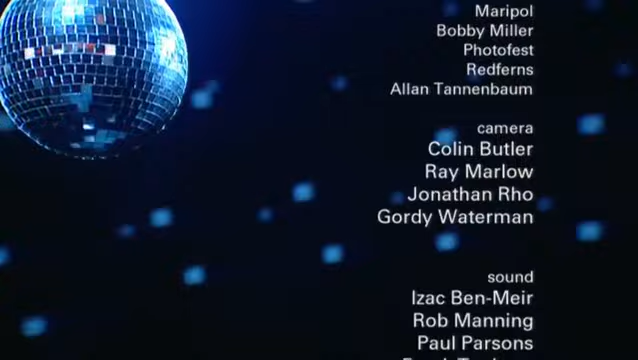 Maripol
Bobby Miller
Photofest
Redferns
Allan Tannenbaum
camera
Colin Butler
Ray Marlow
Jonathan Rho
Gordy Waterman
sound
Izac Ben-Meir
Rob Manning
Paul Parsons